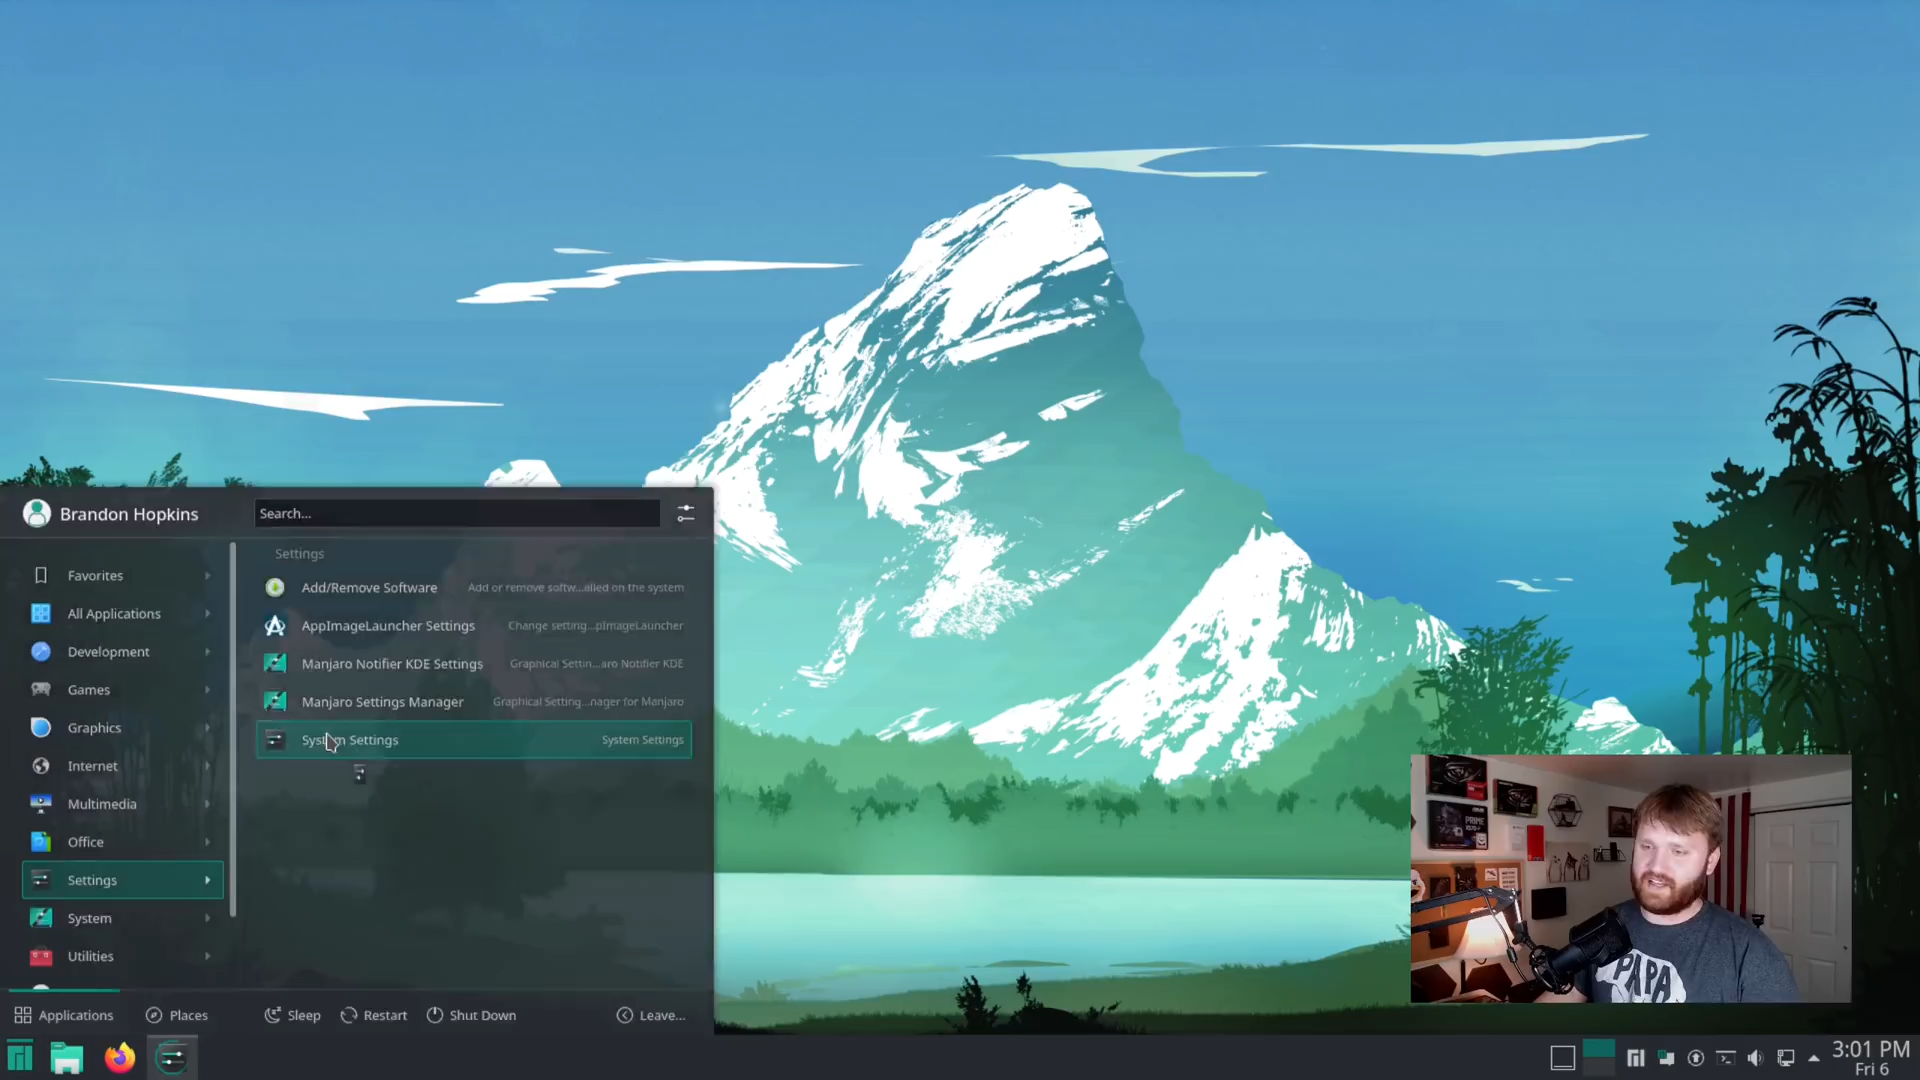 Brandon Hopkins
Search...
Favorites
All Applications
Development
Games
Graphics
Internet
Multimedia
Office
Settings
System
Utilities
Settings
Add/Remove Software Add or remove softw...alled on the system
AppImageLauncher Settings Change setting...pImageLauncher
Manjaro Notifier KDE Settings Graphical Settin...aro Notifier KDE
Manjaro Settings Manager Graphical Setting...nager for Manjaro
System Settings System Settings
Applications Places Sleep Restart Shut Down Leave...
PRIME
PAPA
3:01 PM
Fri 6